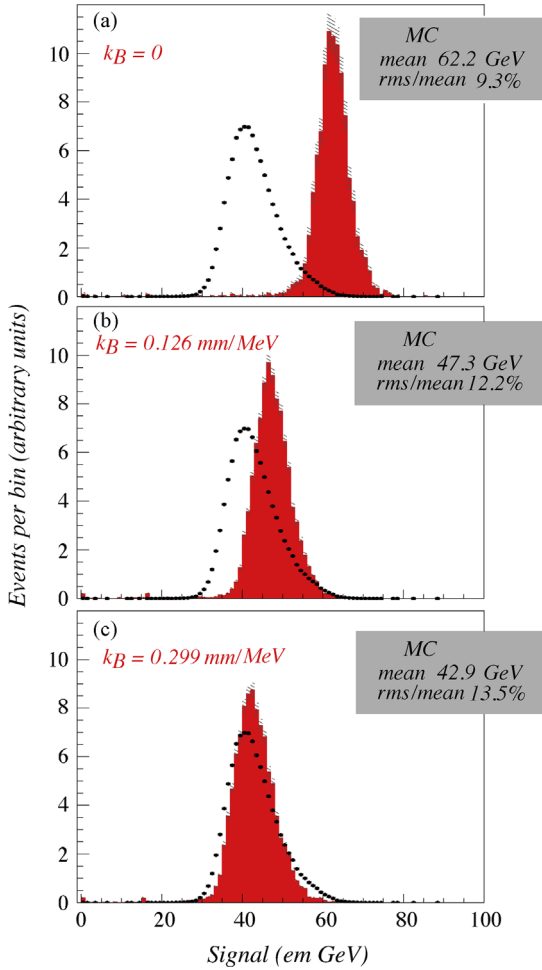 (a)
k_B = 0
MC
mean 62.2 GeV
rms/mean 9.3%
10
8
6
4
2
0
(b)
k_B = 0.126 mm/MeV
MC
mean 47.3 GeV
rms/mean 12.2%
10
8
6
4
2
0
(c)
k_B = 0.299 mm/MeV
MC
mean 42.9 GeV
rms/mean 13.5%
10
8
6
4
2
0
0 20 40 60 80 100
Signal (em GeV)
Events per bin (arbitrary units)